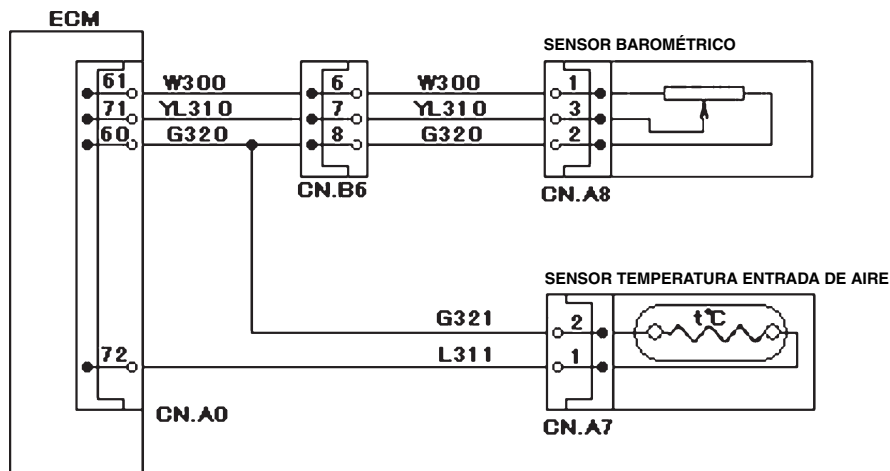 ECM
SENSOR BAROMÉTRICO
61 W300 6 W300 1
71 YL310 7 YL310 3
60 G320 8 G320 2
CN.B6
CN.A8
SENSOR TEMPERATURA ENTRADA DE AIRE
G321 2 t°C
72 L311 1
CN.A0
CN.A7